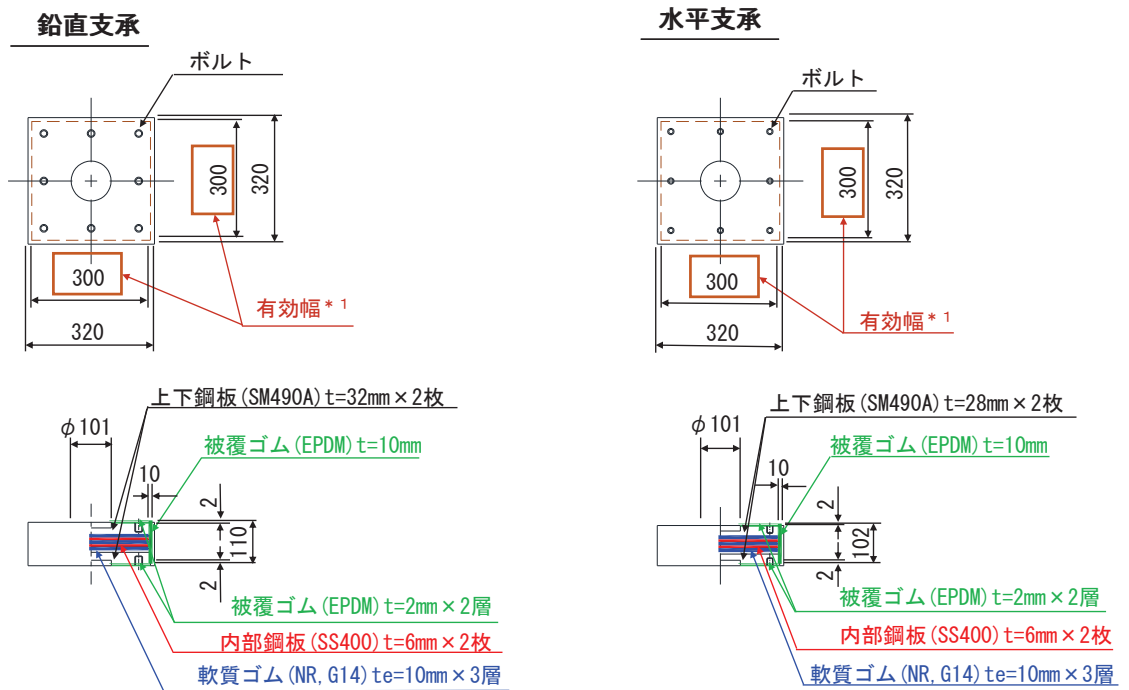 鉛直支承
ボルト
300
320
300
320
有効幅*1
上下鋼板(SM490A)t=32mm×2枚
φ101
被覆ゴム(EPDM)t=10mm
10
2
110
2
被覆ゴム(EPDM)t=2mm×2層
内部鋼板(SS400)t=6mm×2枚
軟質ゴム(NR,G14)te=10mm×3層
水平支承
ボルト
300
320
300
320
有効幅*1
上下鋼板(SM490A)t=28mm×2枚
φ101
被覆ゴム(EPDM)t=10mm
10
2
102
2
被覆ゴム(EPDM)t=2mm×2層
内部鋼板(SS400)t=6mm×2枚
軟質ゴム(NR,G14)te=10mm×3層